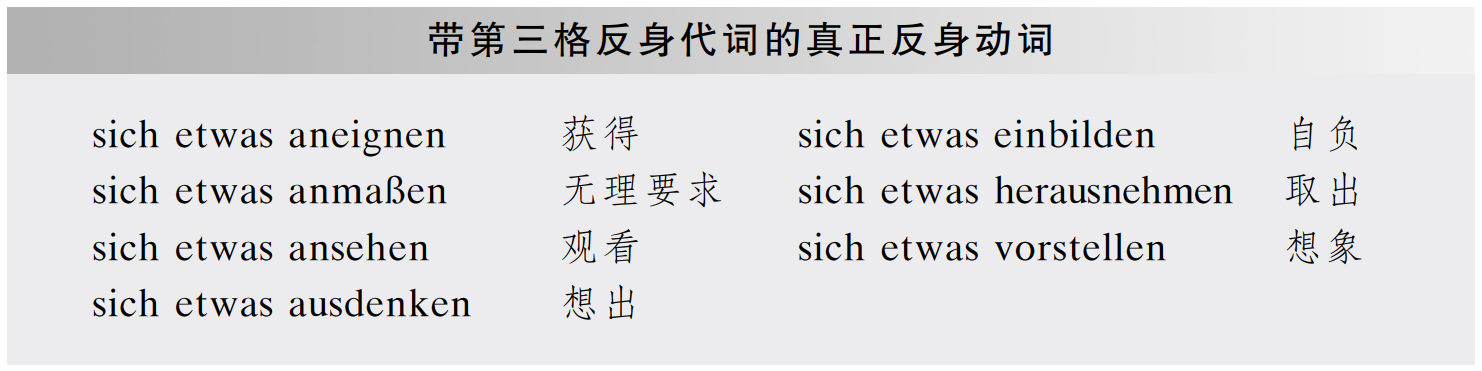 带第三格反身代词的真正反身动词
sich etwas aneignen 获得 sich etwas einbilden 自负
sich etwas anmaßen 无理要求 sich etwas herausnehmen 取出
sich etwas ansehen 观看 sich etwas vorstellen 想象
sich etwas ausdenken 想出